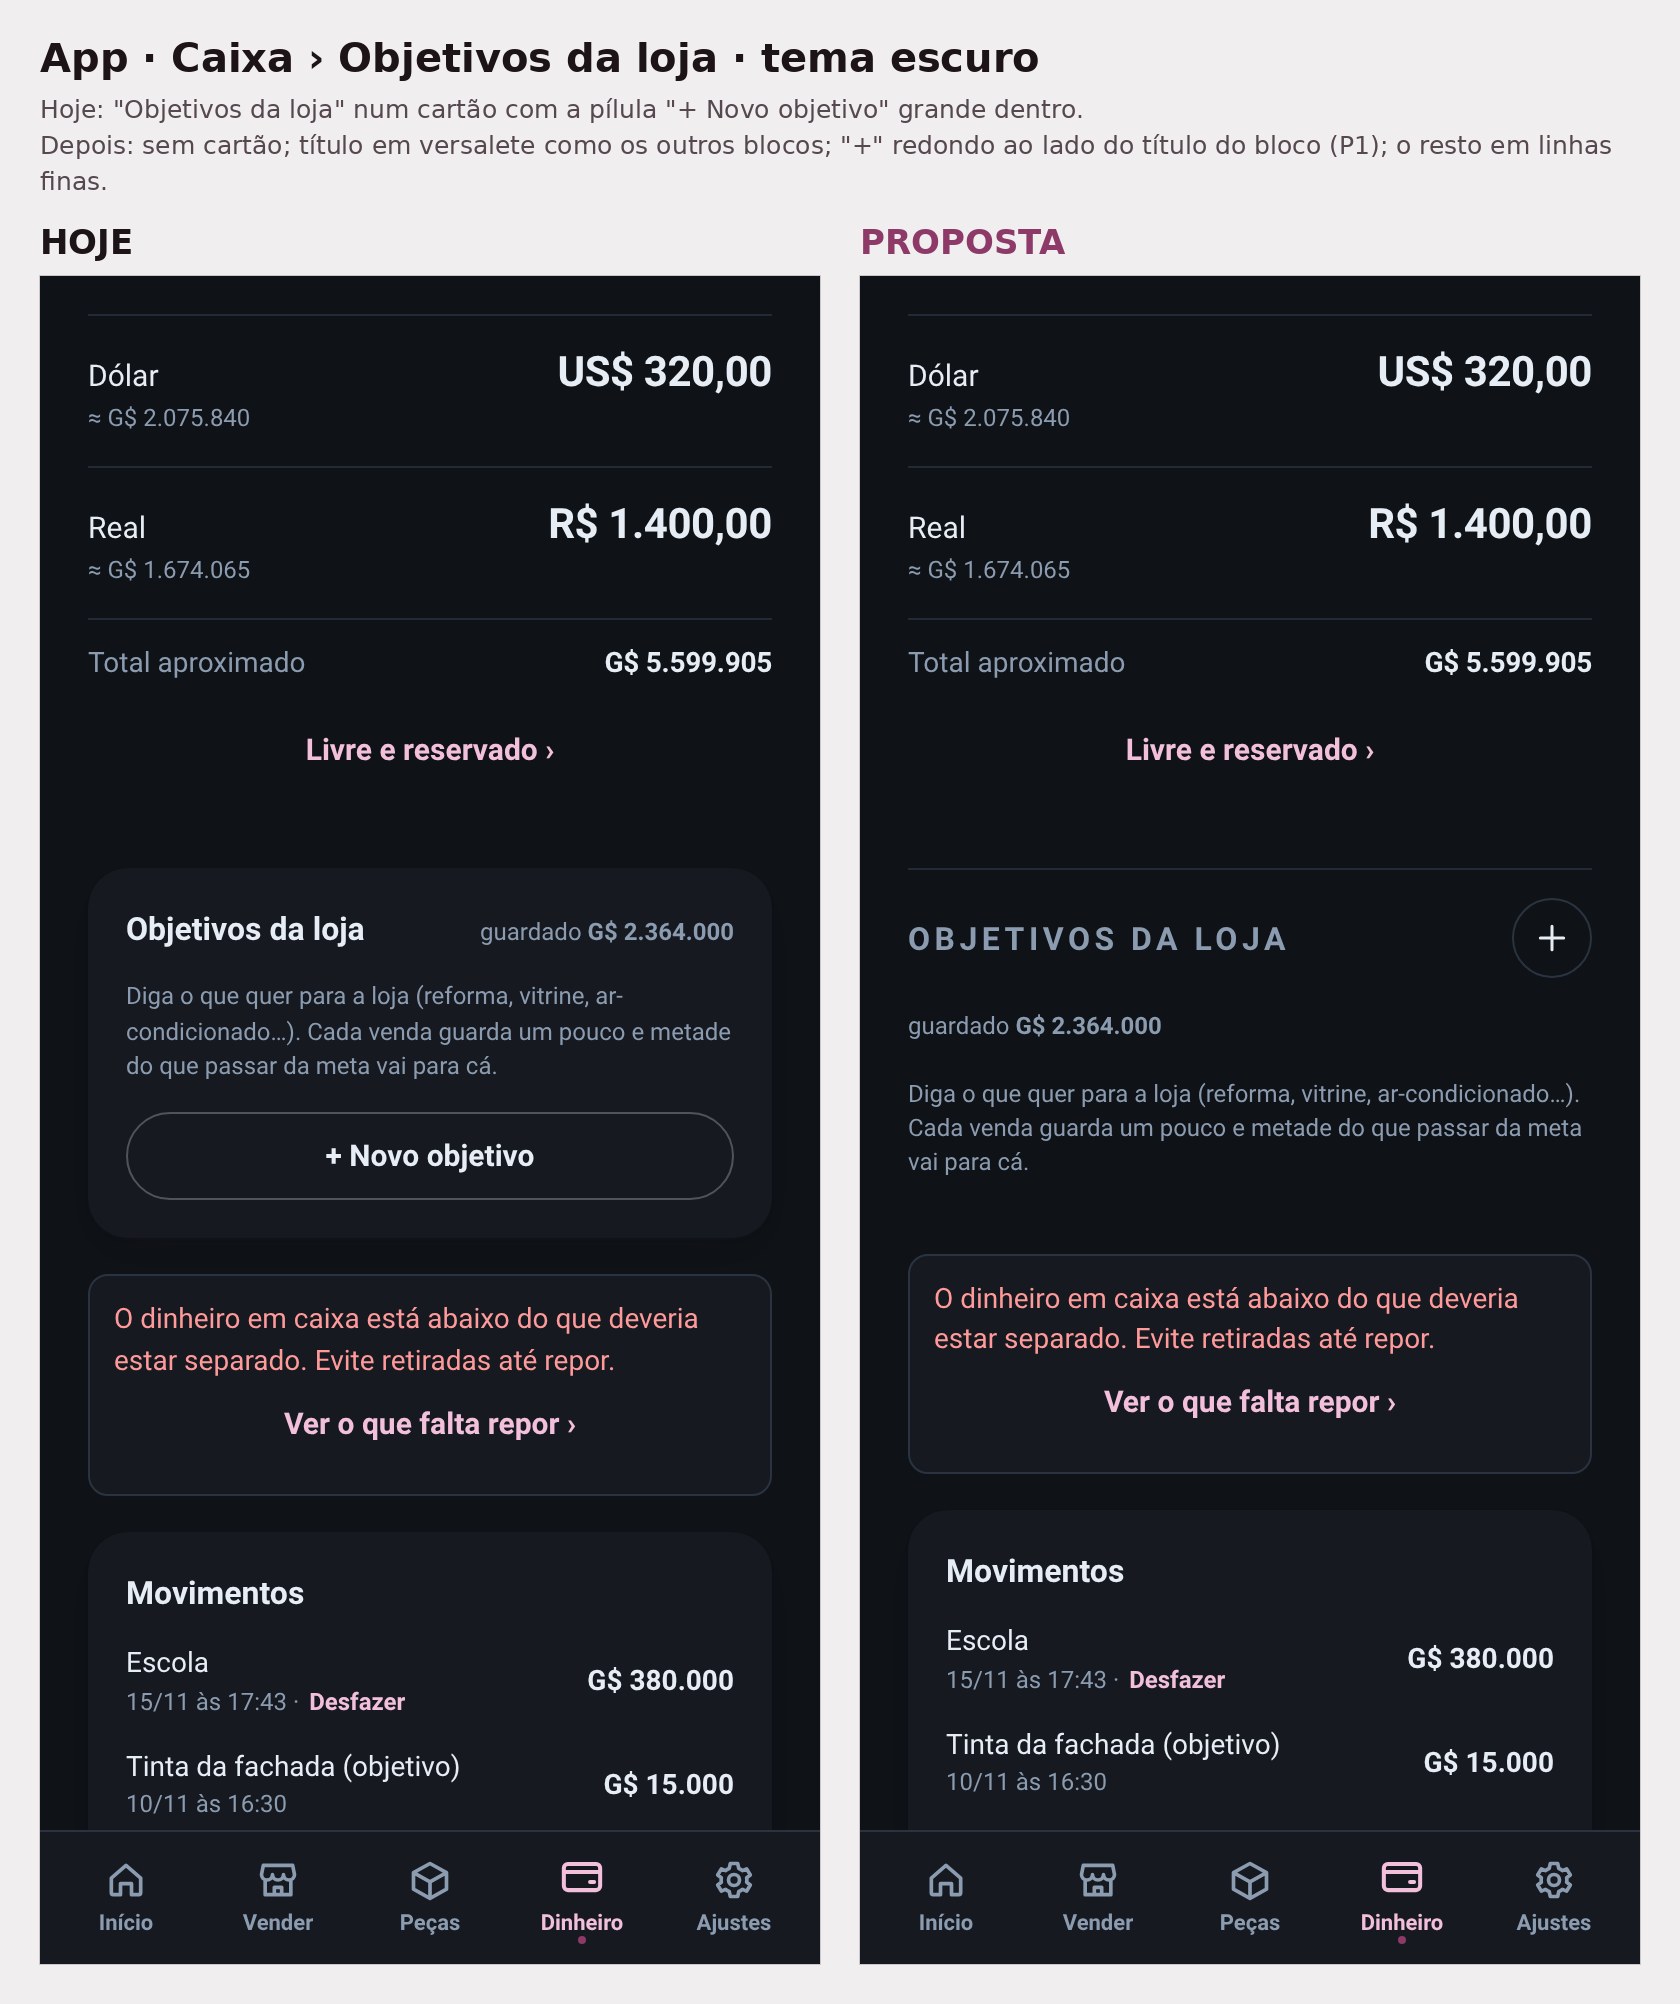 App · Caixa › Objetivos da loja · tema escuro
Hoje: "Objetivos da loja" num cartão com a pílula "+ Novo objetivo" grande dentro.
Depois: sem cartão; título em versalete como os outros blocos; "+" redondo ao lado do título do bloco (P1); o resto em linhas
finas.
HOJE
Dólar
US$ 320,00
≈ G$ 2.075.840
Real
R$ 1.400,00
≈ G$ 1.674.065
Total aproximado
G$ 5.599.905
Livre e reservado ›
Objetivos da loja
guardado G$ 2.364.000
Diga o que quer para a loja (reforma, vitrine, ar-
condicionado…). Cada venda guarda um pouco e metade
do que passar da meta vai para cá.
+ Novo objetivo
O dinheiro em caixa está abaixo do que deveria
estar separado. Evite retiradas até repor.
Ver o que falta repor ›
Movimentos
Escola
15/11 às 17:43 · Desfazer
G$ 380.000
Tinta da fachada (objetivo)
10/11 às 16:30
G$ 15.000
Início
Vender
Peças
Dinheiro
Ajustes
PROPOSTA
Dólar
US$ 320,00
≈ G$ 2.075.840
Real
R$ 1.400,00
≈ G$ 1.674.065
Total aproximado
G$ 5.599.905
Livre e reservado ›
OBJETIVOS DA LOJA
+
guardado G$ 2.364.000
Diga o que quer para a loja (reforma, vitrine, ar-condicionado…).
Cada venda guarda um pouco e metade do que passar da meta
vai para cá.
O dinheiro em caixa está abaixo do que deveria
estar separado. Evite retiradas até repor.
Ver o que falta repor ›
Movimentos
Escola
15/11 às 17:43 · Desfazer
G$ 380.000
Tinta da fachada (objetivo)
10/11 às 16:30
G$ 15.000
Início
Vender
Peças
Dinheiro
Ajustes